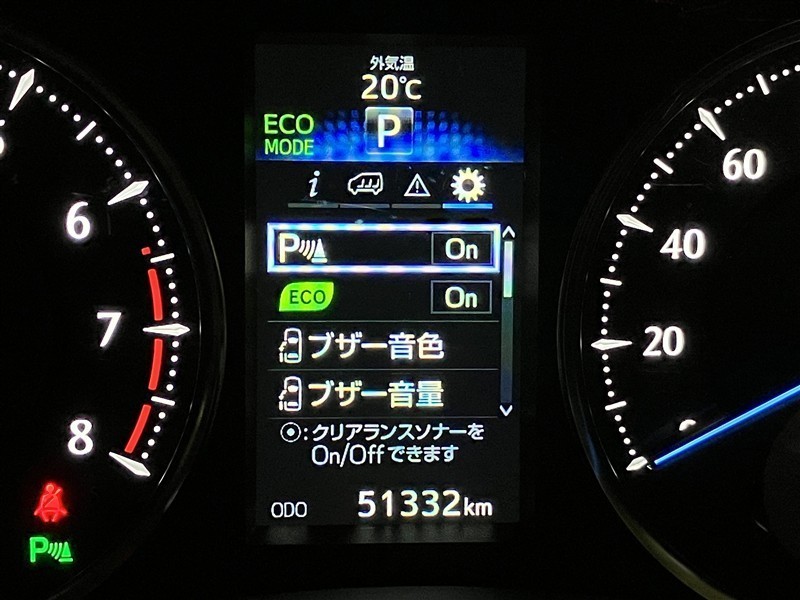 外気温
20℃
ECO
MODE
P
i
P On
ECO On
ブザー音色
ブザー音量
:クリアランスソナーを
On/Offできます
ODO 51332km
6
7
8
P
60
40
20